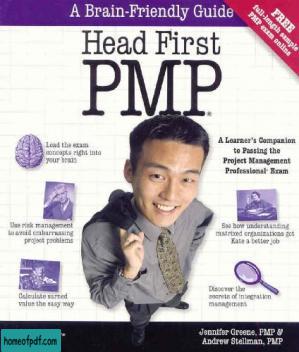 A Brain-Friendly Guide
FREE
full-length sample
PMP exam online
Head First
PMP®
A Learner's Companion
to Passing the
Project Management
Professional Exam
Load the exam
concepts right into
your brain
Use risk management
to avoid embarrassing
project problems
See how understanding
matrixed organizations got
Kate a better job
Calculate earned
value the easy way
Discover the
secrets of integration
management
Jennifer Greene, PMP &
Andrew Stellman, PMP
homeofpdf.com